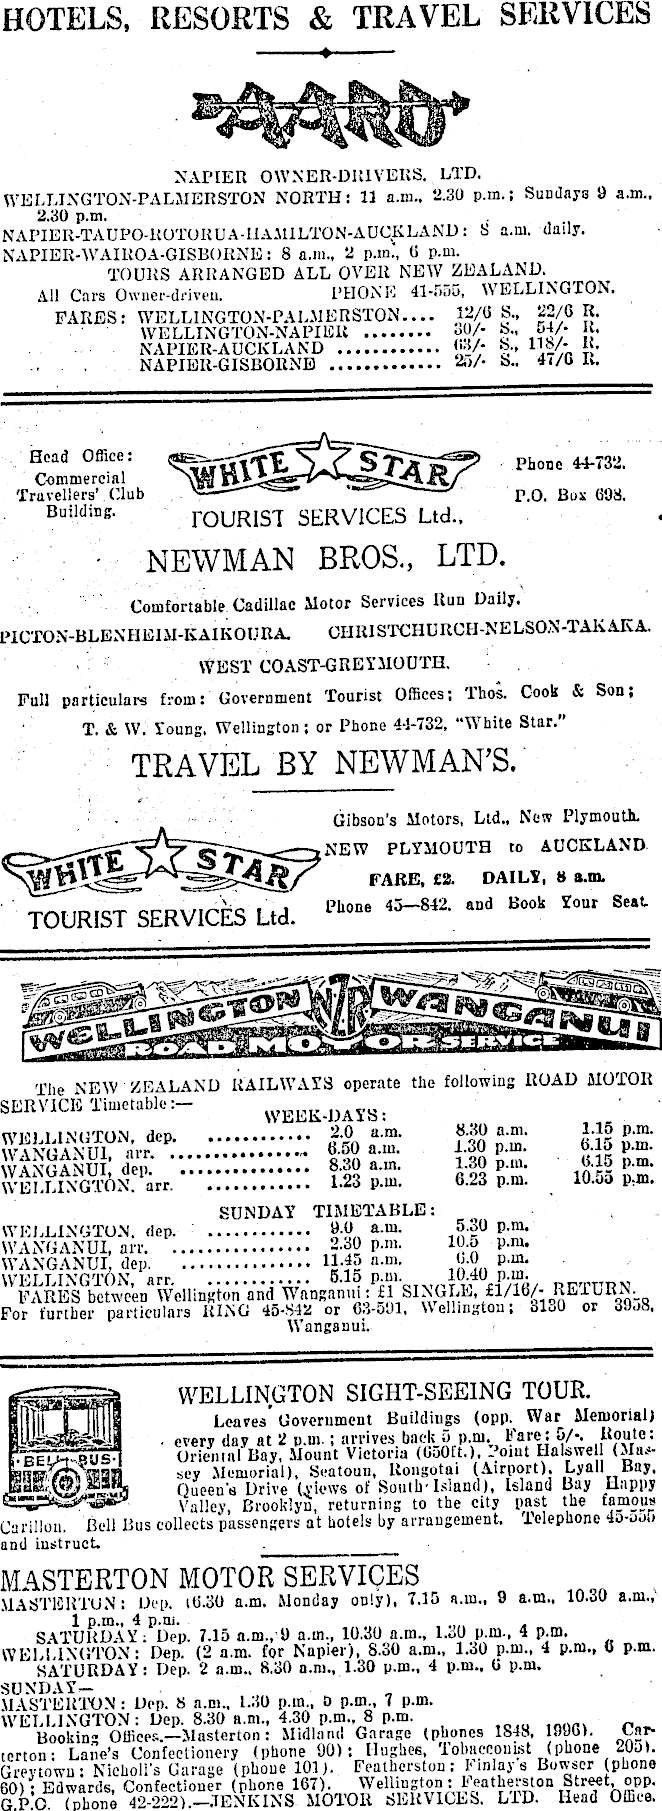 HOTELS, RESORTS & TRAVEL SERVICES
AARD
NAPIER OWNER-DRIVERS, LTD.
WELLINGTON-PALMERSTON NORTH: 11 a.m., 2.30 p.m.; Sundays 9 a.m.,
2.30 p.m.
NAPIER-TAUPO-ROTORUA-HAMILTON-AUCKLAND: 8 a.m. daily.
NAPIER-WAIROA-GISBORNE: 8 a.m., 2 p.m., 6 p.m.
TOURS ARRANGED ALL OVER NEW ZEALAND.
All Cars Owner-driven. PHONE 41-555, WELLINGTON.
FARES: WELLINGTON-PALMERSTON.... 12/6 S., 22/6 R.
WELLINGTON-NAPIER ........ 30/- S., 54/- R.
NAPIER-AUCKLAND ............ 63/- S., 118/- R.
NAPIER-GISBORNE ............. 25/- S., 47/6 R.
Head Office:
Commercial
Travellers' Club
Building.
WHITE STAR
TOURIST SERVICES Ltd.,
Phone 44-732.
P.O. Box 698.
NEWMAN BROS., LTD.
Comfortable Cadillac Motor Services Run Daily.
PICTON-BLENHEIM-KAIKOURA. CHRISTCHURCH-NELSON-TAKAKA.
WEST COAST-GREYMOUTH.
Full particulars from: Government Tourist Offices; Thos. Cook & Son;
T. & W. Young, Wellington; or Phone 44-732, "White Star."
TRAVEL BY NEWMAN'S.
WHITE STAR
TOURIST SERVICES Ltd.
Gibson's Motors, Ltd., New Plymouth.
NEW PLYMOUTH to AUCKLAND
FARE, £2. DAILY, 8 a.m.
Phone 45—842. and Book Your Seat.
WELLINGTON NZR WANGANUI
ROAD MOTOR SERVICE
The NEW ZEALAND RAILWAYS operate the following ROAD MOTOR
SERVICE Timetable:—
WEEK-DAYS:
WELLINGTON, dep. ............ 2.0 a.m. 8.30 a.m. 1.15 p.m.
WANGANUI, arr. ................ 6.50 a.m. 1.30 p.m. 6.15 p.m.
WANGANUI, dep. ............... 8.30 a.m. 1.30 p.m. 6.15 p.m.
WELLINGTON, arr. ............ 1.23 p.m. 6.23 p.m. 10.55 p.m.
SUNDAY TIMETABLE:
WELLINGTON, dep. ............ 9.0 a.m. 5.30 p.m.
WANGANUI, arr. ................ 2.30 p.m. 10.5 p.m.
WANGANUI, dep. ............... 11.45 a.m. 6.0 p.m.
WELLINGTON, arr. ............ 5.15 p.m. 10.40 p.m.
FARES between Wellington and Wanganui: £1 SINGLE, £1/16/- RETURN.
For further particulars RING 45-842 or 63-591, Wellington; 3130 or 3958,
Wanganui.
BELL BUS
WELLINGTON SIGHT-SEEING TOUR.
Leaves Government Buildings (opp. War Memorial)
every day at 2 p.m.; arrives back 5 p.m. Fare: 5/-. Route:
Oriental Bay, Mount Victoria (650ft.), Point Halswell (Mas-
sey Memorial), Seatoun, Rongotai (Airport), Lyall Bay,
Queen's Drive (views of South Island), Island Bay Happy
Valley, Brooklyn, returning to the city past the famous
Carillon. Bell Bus collects passengers at hotels by arrangement. Telephone 45-555
and instruct.
MASTERTON MOTOR SERVICES
MASTERTON: Dep. (6.30 a.m. Monday only), 7.15 a.m., 9 a.m., 10.30 a.m.,
1 p.m., 4 p.m.
SATURDAY: Dep. 7.15 a.m., 9 a.m., 10.30 a.m., 1.30 p.m., 4 p.m.
WELLINGTON: Dep. (2 a.m. for Napier), 8.30 a.m., 1.30 p.m., 4 p.m., 6 p.m.
SATURDAY: Dep. 2 a.m., 8.30 a.m., 1.30 p.m., 4 p.m., 6 p.m.
SUNDAY—
MASTERTON: Dep. 8 a.m., 1.30 p.m., 5 p.m., 7 p.m.
WELLINGTON: Dep. 8.30 a.m., 4.30 p.m., 8 p.m.
Booking Offices.—Masterton: Midland Garage (phones 1848, 1996). Car-
terton: Lane's Confectionery (phone 90); Hughes, Tobacconist (phone 205).
Greytown: Nicholl's Garage (phone 101). Featherston: Finlay's Bowser (phone
60); Edwards, Confectioner (phone 167). Wellington: Featherston Street, opp.
G.P.O. (phone 42-222).—JENKINS MOTOR SERVICES, LTD. Head Office.